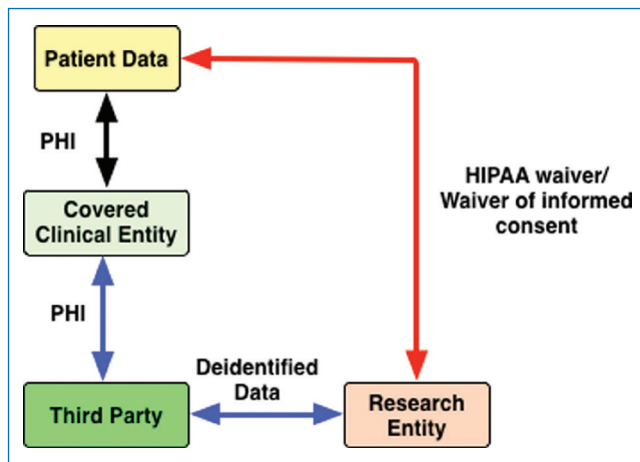 Patient Data
PHI
HIPAA waiver/
Waiver of informed
consent
Covered
Clinical Entity
PHI
Deidentified
Data
Third Party
Research
Entity